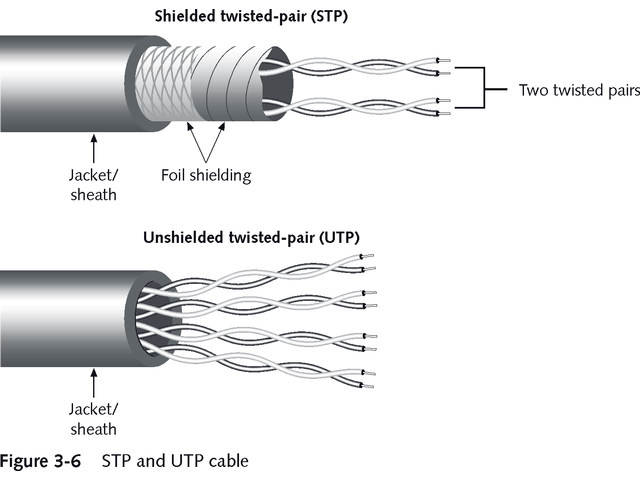 Shielded twisted-pair (STP)
Two twisted pairs
Jacket/
sheath
Foil shielding
Unshielded twisted-pair (UTP)
Jacket/
sheath
Figure 3-6 STP and UTP cable